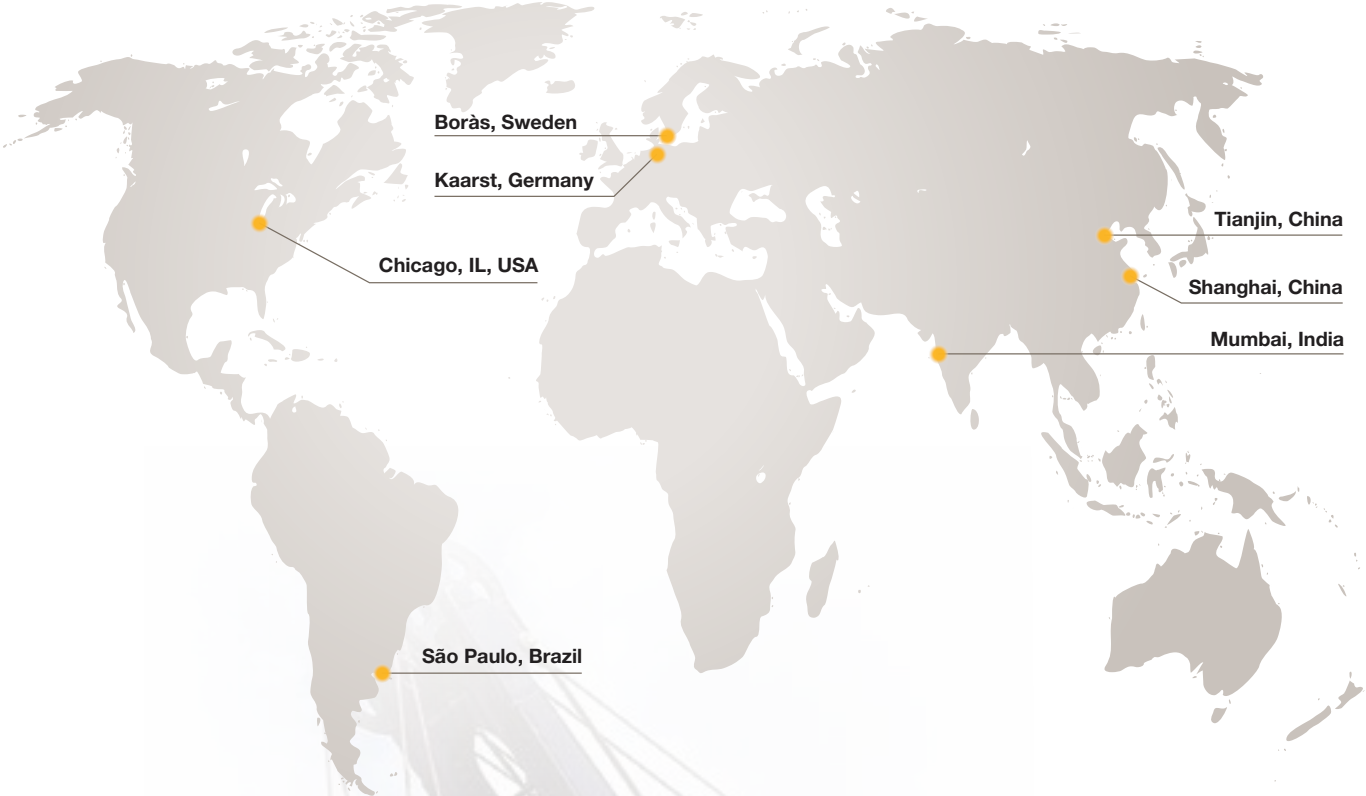 Boràs, Sweden
Kaarst, Germany
Tianjin, China
Chicago, IL, USA
Shanghai, China
Mumbai, India
São Paulo, Brazil